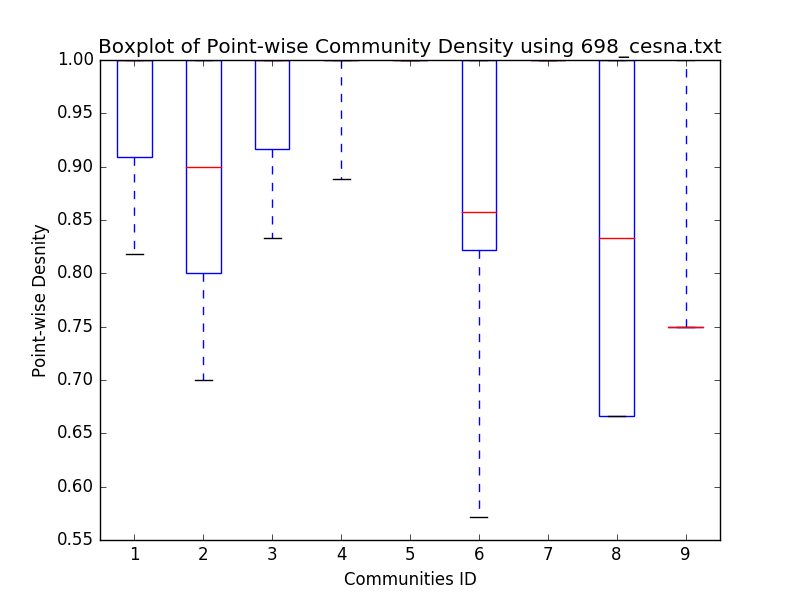 Boxplot of Point-wise Community Density using 698_cesna.txt
1.00
0.95
0.90
0.85
0.80
0.75
0.70
0.65
0.60
0.55
Point-wise Desnity
1 2 3 4 5 6 7 8 9
Communities ID